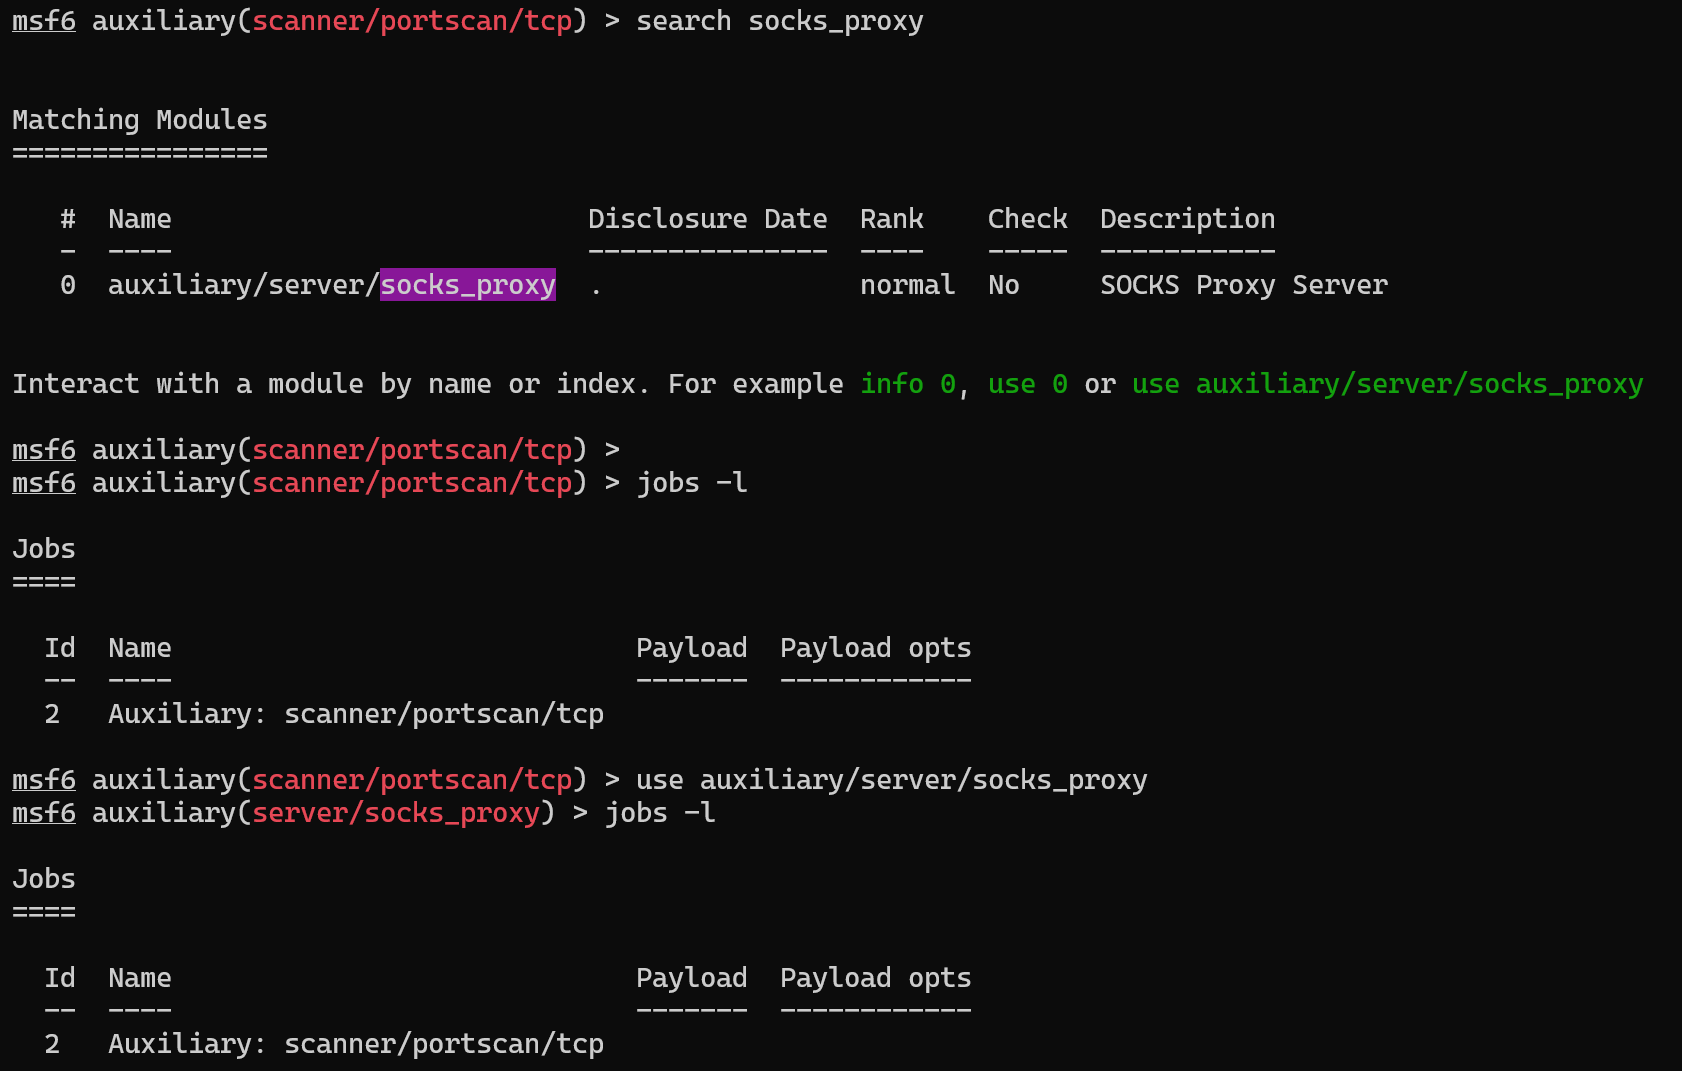 msf6 auxiliary(scanner/portscan/tcp) > search socks_proxy
Matching Modules
================
#  Name                              Disclosure Date  Rank    Check  Description
-  ----                              ---------------  ----    -----  -----------
0  auxiliary/server/socks_proxy  .                normal  No     SOCKS Proxy Server
Interact with a module by name or index. For example info 0, use 0 or use auxiliary/server/socks_proxy
msf6 auxiliary(scanner/portscan/tcp) >
msf6 auxiliary(scanner/portscan/tcp) > jobs -l
Jobs
====
Id  Name                             Payload  Payload opts
--  ----                             -------  ------------
2   Auxiliary: scanner/portscan/tcp
msf6 auxiliary(scanner/portscan/tcp) > use auxiliary/server/socks_proxy
msf6 auxiliary(server/socks_proxy) > jobs -l
Jobs
====
Id  Name                             Payload  Payload opts
--  ----                             -------  ------------
2   Auxiliary: scanner/portscan/tcp